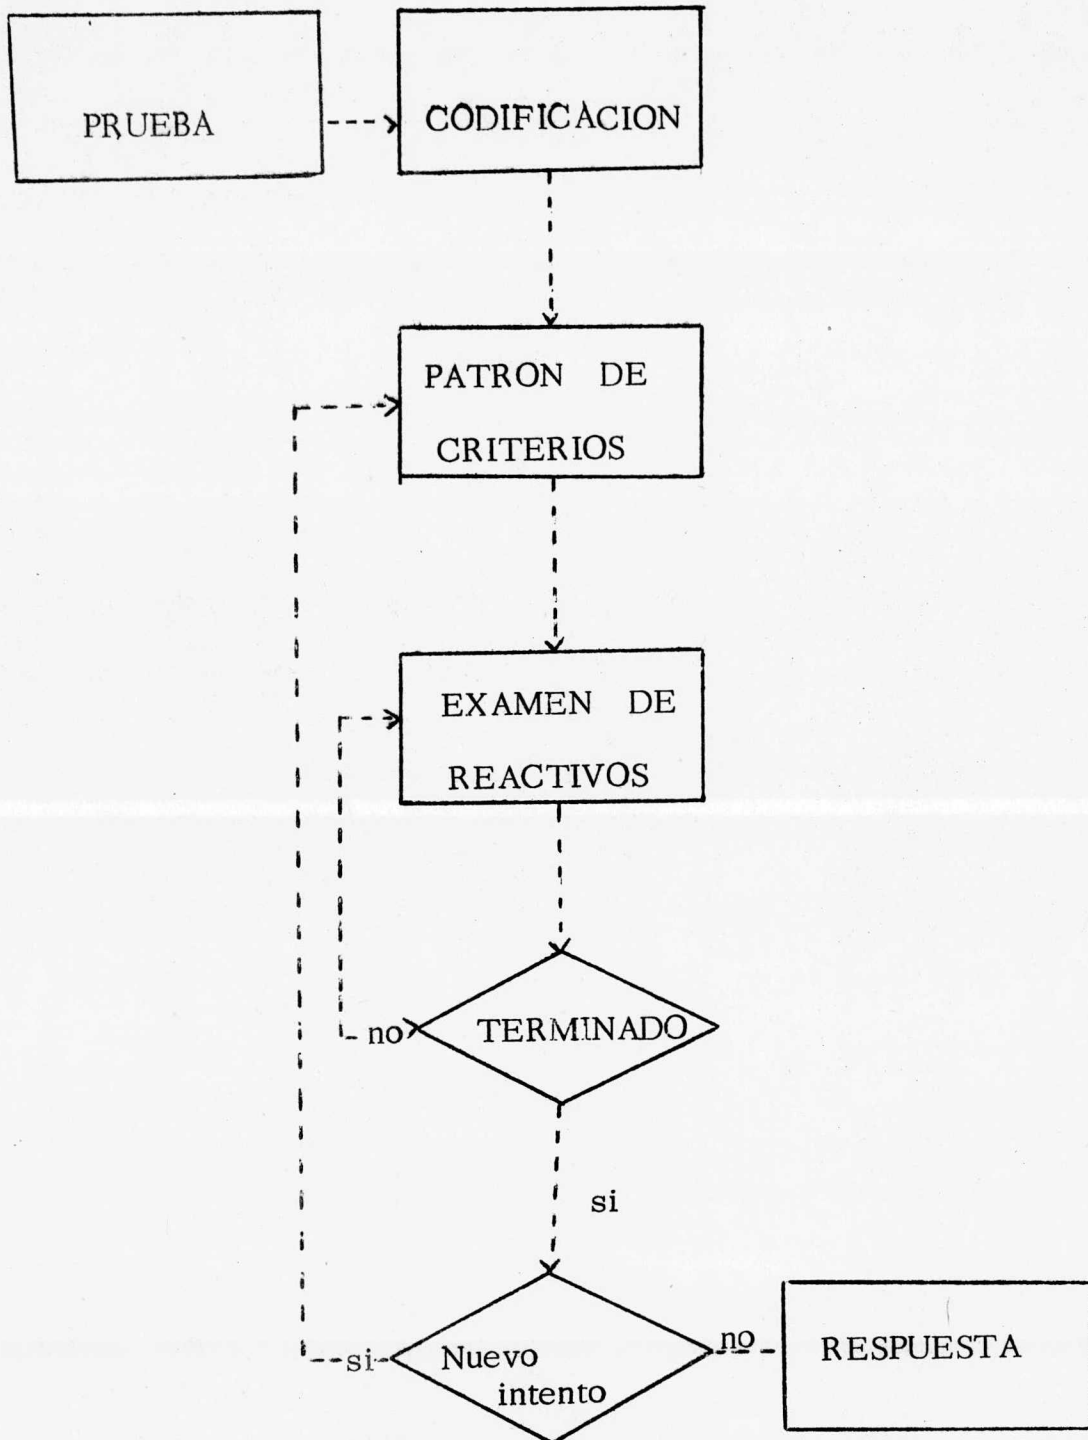 PRUEBA
CODIFICACION
PATRON DE
CRITERIOS
EXAMEN DE
REACTIVOS
no
TERMINADO
si
si
Nuevo
intento
no
RESPUESTA